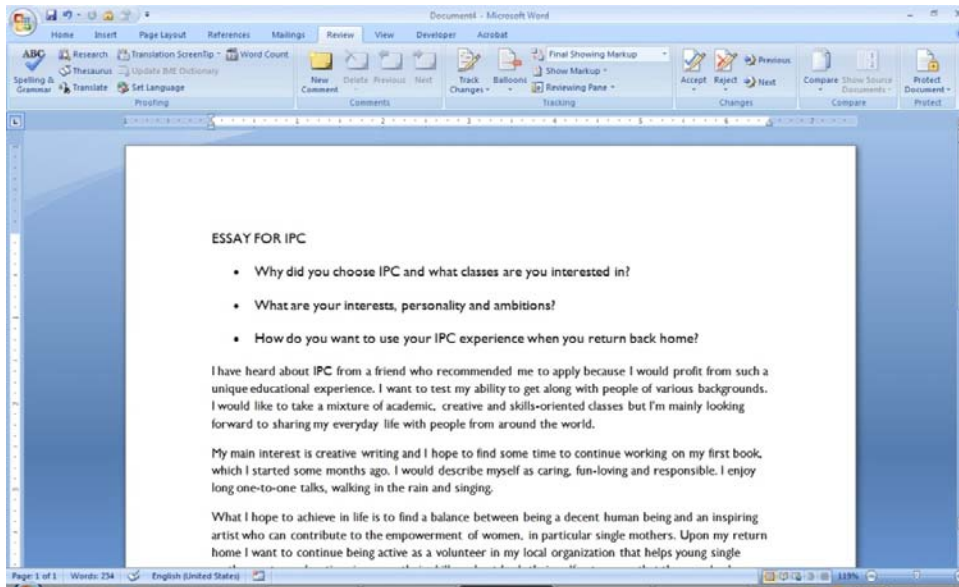 Document4 - Microsoft Word
Home Insert Page Layout References Mailings Review View Developer Acrobat
ABC Research Translation ScreenTip Word Count Final Showing Markup Previous
Thesaurus Update IME Dictionary Show Markup
Spelling & Grammar Translate Set Language New Comment Delete Previous Next Track Changes Balloons Reviewing Pane Accept Reject Next Compare Show Source Documents Protect Document
Proofing Comments Tracking Changes Compare Protect
ESSAY FOR IPC
• Why did you choose IPC and what classes are you interested in?
• What are your interests, personality and ambitions?
• How do you want to use your IPC experience when you return back home?
I have heard about IPC from a friend who recommended me to apply because I would profit from such a
unique educational experience. I want to test my ability to get along with people of various backgrounds.
I would like to take a mixture of academic, creative and skills-oriented classes but I'm mainly looking
forward to sharing my everyday life with people from around the world.
My main interest is creative writing and I hope to find some time to continue working on my first book,
which I started some months ago. I would describe myself as caring, fun-loving and responsible. I enjoy
long one-to-one talks, walking in the rain and singing.
What I hope to achieve in life is to find a balance between being a decent human being and an inspiring
artist who can contribute to the empowerment of women, in particular single mothers. Upon my return
home I want to continue being active as a volunteer in my local organization that helps young single
Page: 1 of 1 Words: 234 English (United States) 119%